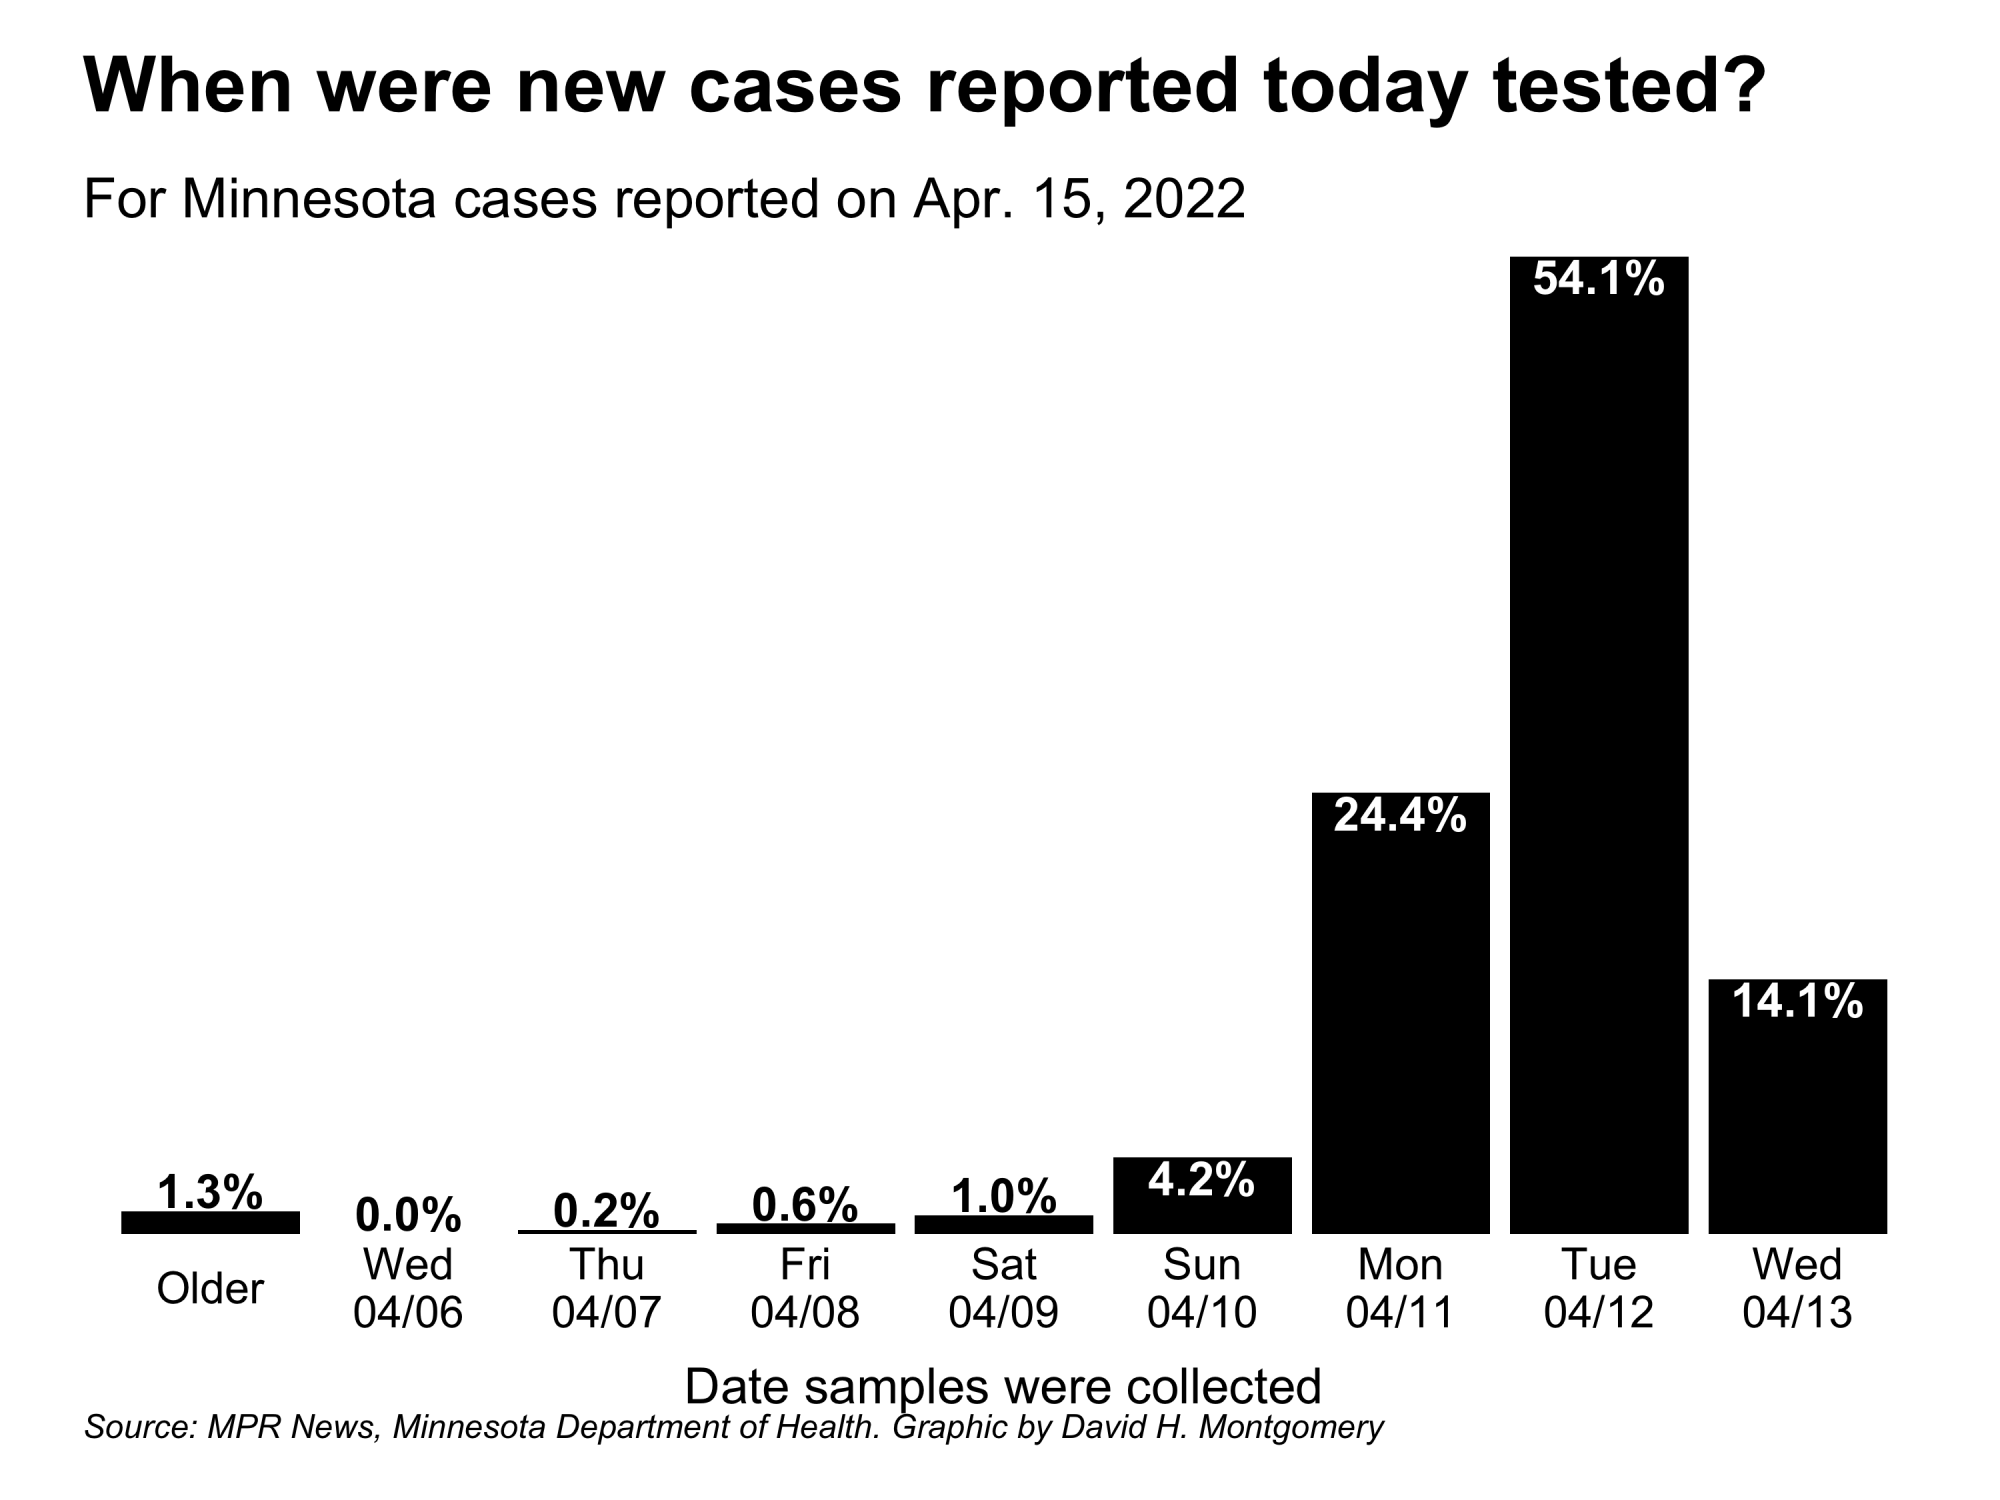 When were new cases reported today tested?
For Minnesota cases reported on Apr. 15, 2022
54.1%
24.4%
14.1%
4.2%
1.3%
0.0%
0.2%
0.6%
1.0%
Older
Wed
04/06
Thu
04/07
Fri
04/08
Sat
04/09
Sun
04/10
Mon
04/11
Tue
04/12
Wed
04/13
Date samples were collected
Source: MPR News, Minnesota Department of Health. Graphic by David H. Montgomery